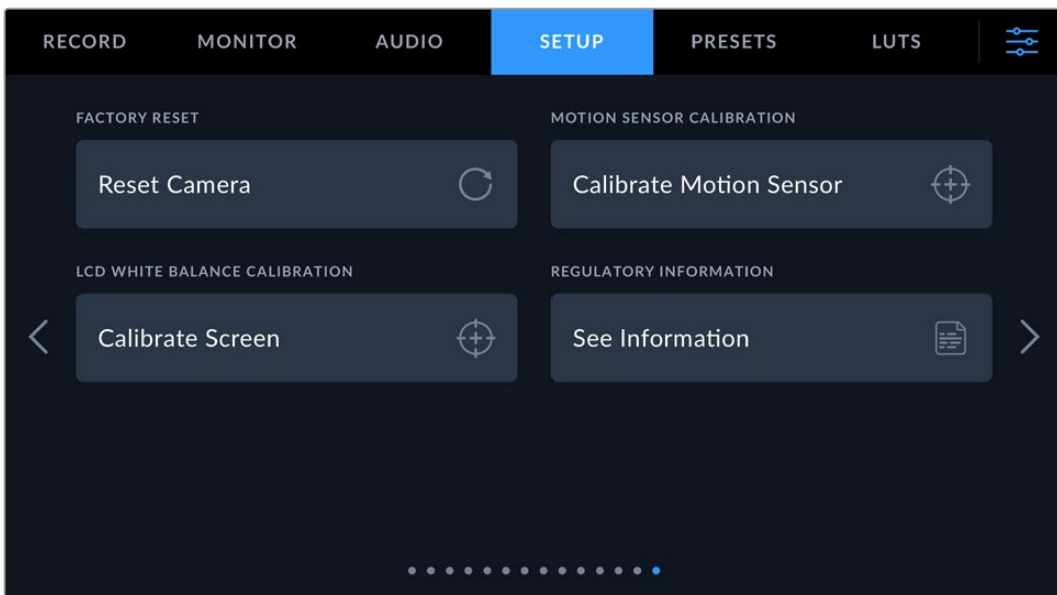 RECORD MONITOR AUDIO SETUP PRESETS LUTS
FACTORY RESET
Reset Camera
MOTION SENSOR CALIBRATION
Calibrate Motion Sensor
LCD WHITE BALANCE CALIBRATION
Calibrate Screen
REGULATORY INFORMATION
See Information